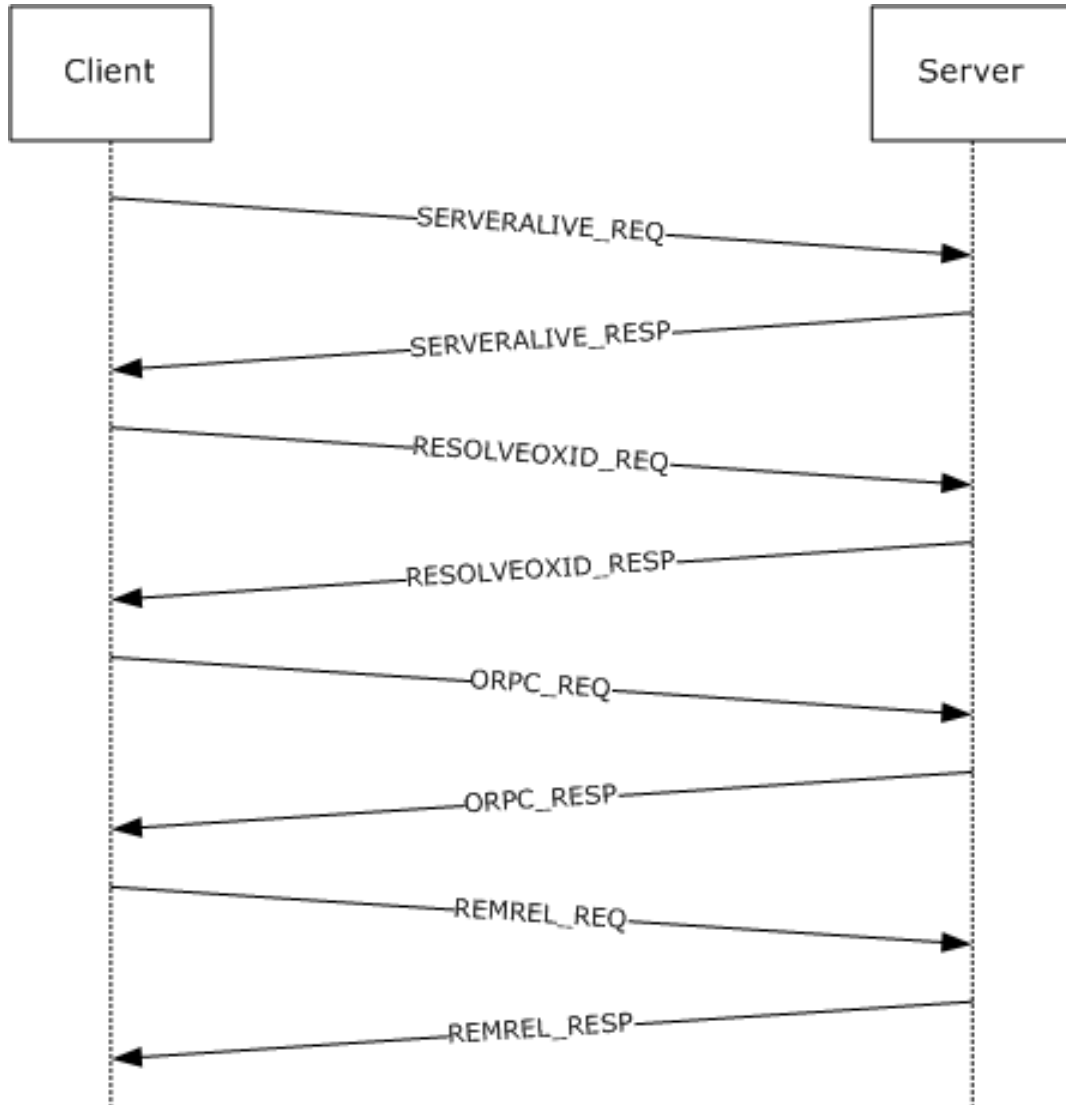 Client
Server
SERVERALIVE_REQ
SERVERALIVE_RESP
RESOLVEOXID_REQ
RESOLVEOXID_RESP
ORPC_REQ
ORPC_RESP
REMREL_REQ
REMREL_RESP